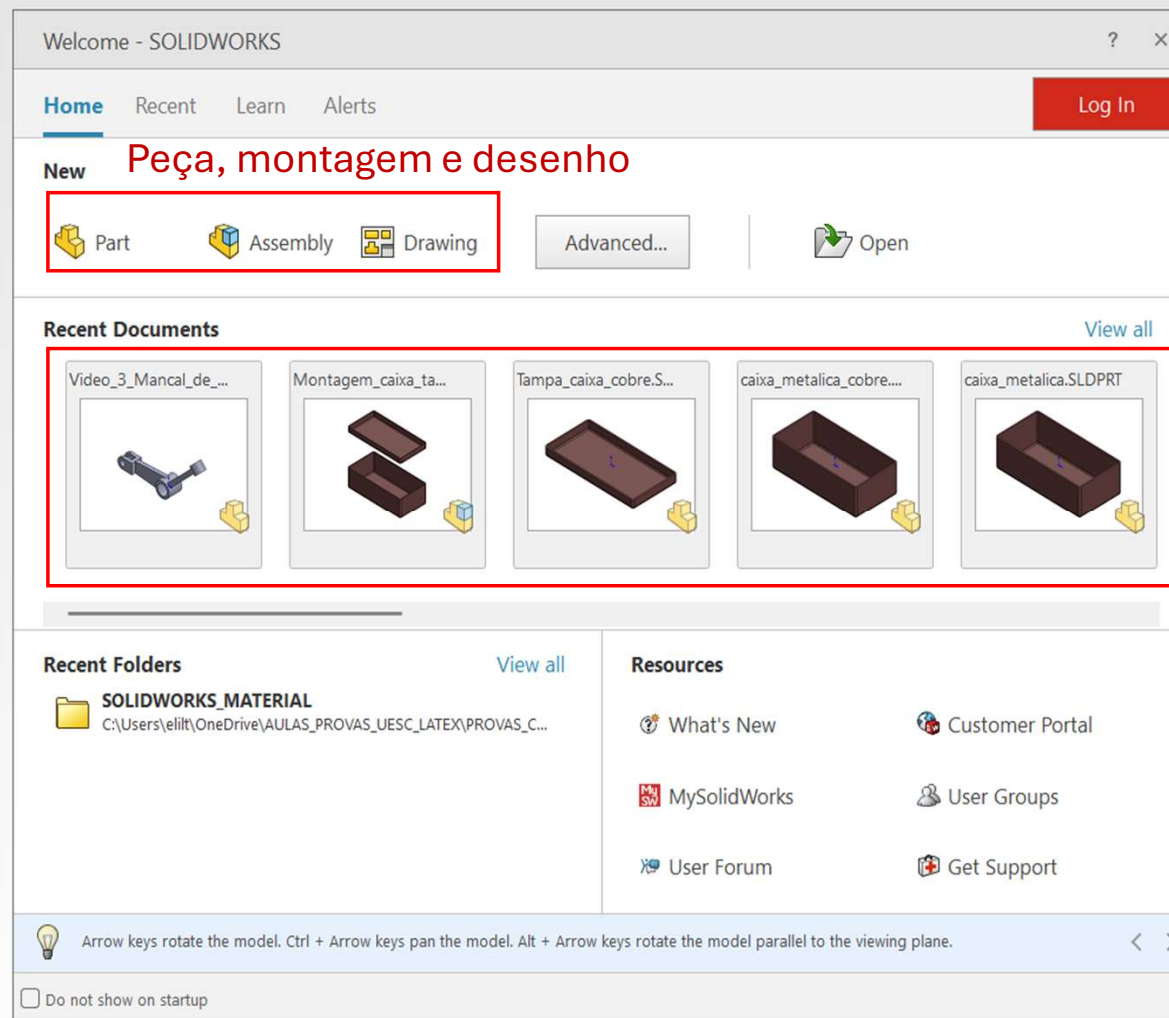 Welcome - SOLIDWORKS ? ×
Home Recent Learn Alerts Log In
Peça, montagem e desenho
New
Part Assembly Drawing Advanced... Open
Recent Documents View all
Video_3_Mancal_de_... Montagem_caixa_ta... Tampa_caixa_cobre.S... caixa_metalica_cobre.... caixa_metalica.SLDPRT
Recent Folders View all
SOLIDWORKS_MATERIAL
C:\Users\elilt\OneDrive\AULAS_PROVAS_UESC_LATEX\PROVAS_C...
Resources
What's New Customer Portal
My SW MySolidWorks User Groups
User Forum Get Support
Arrow keys rotate the model. Ctrl + Arrow keys pan the model. Alt + Arrow keys rotate the model parallel to the viewing plane.
Do not show on startup